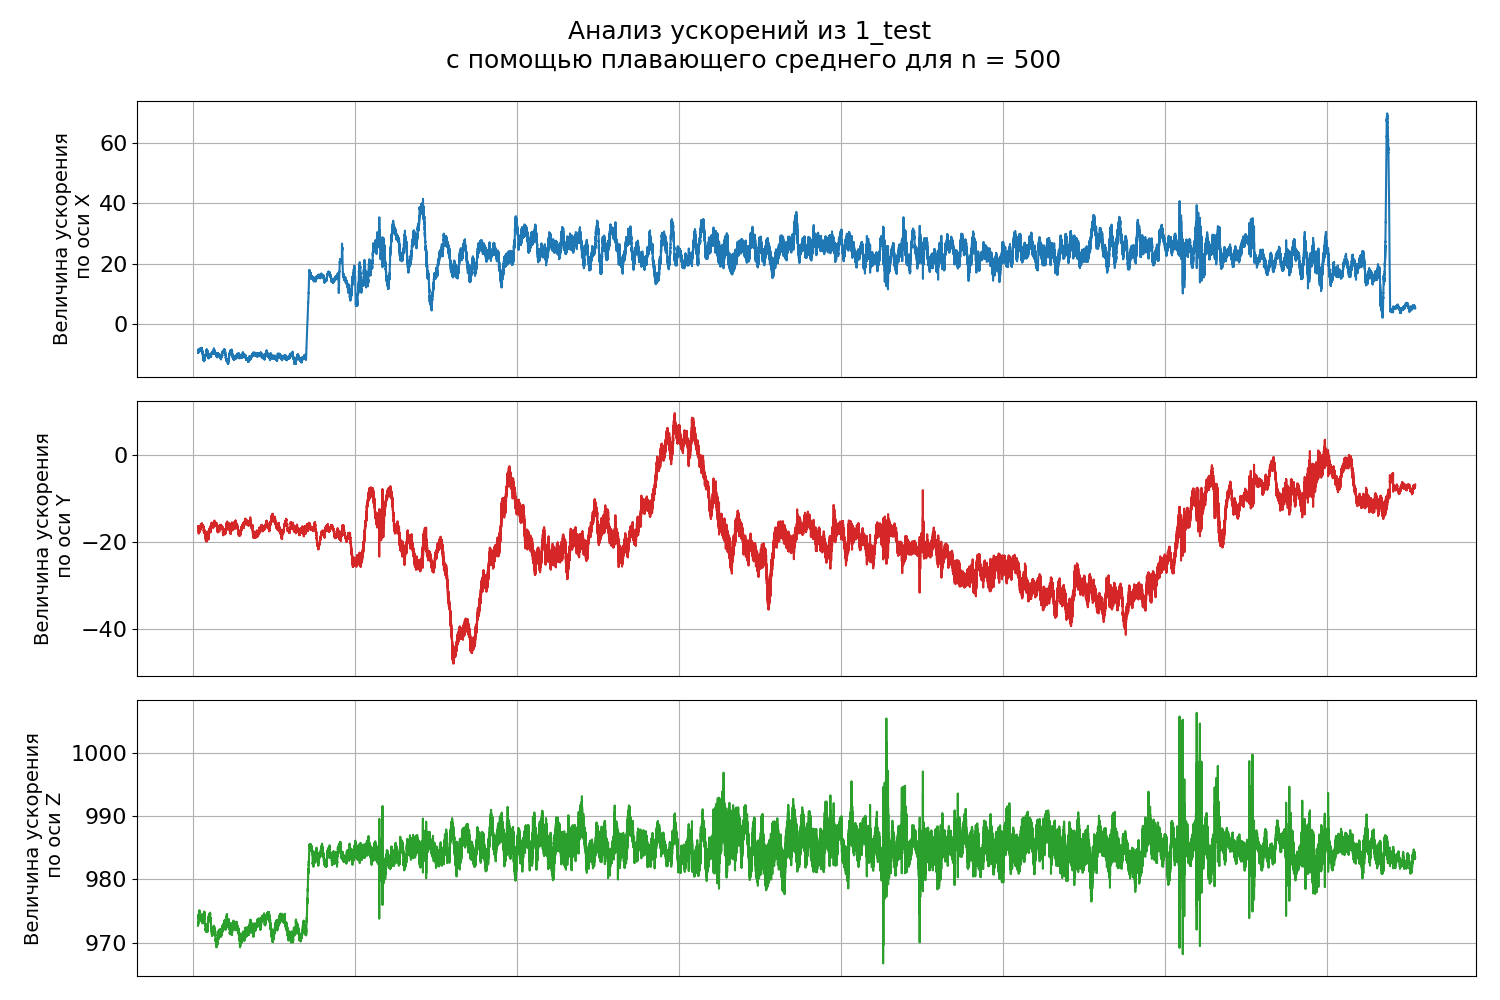 Анализ ускорений из 1_test
с помощью плавающего среднего для n = 500
Величина ускорения
по оси X
60
40
20
0
Величина ускорения
по оси Y
0
−20
−40
Величина ускорения
по оси Z
1000
990
980
970